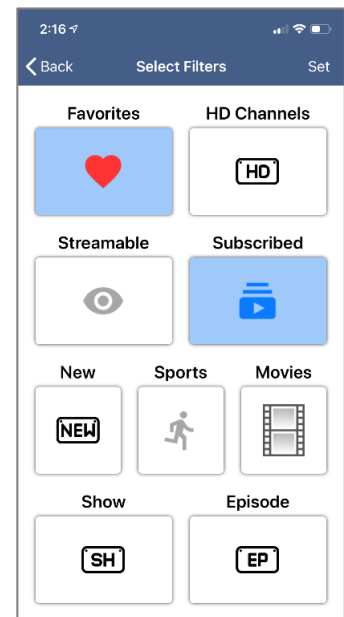 2:16
Back Select Filters Set
Favorites HD Channels
HD
Streamable Subscribed
New Sports Movies
NEW
Show Episode
SH EP